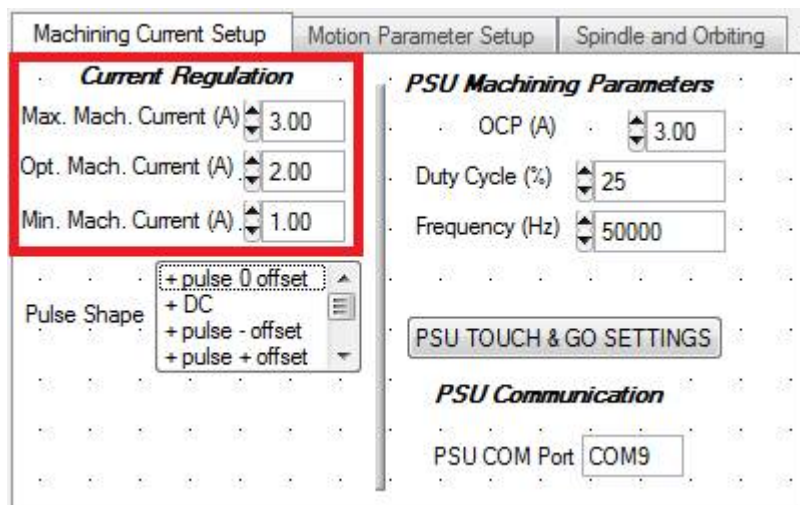 Machining Current Setup
Motion Parameter Setup
Spindle and Orbiting
Current Regulation
Max. Mach. Current (A) 3.00
Opt. Mach. Current (A) 2.00
Min. Mach. Current (A) 1.00
Pulse Shape
+ pulse 0 offset
+ DC
+ pulse - offset
+ pulse + offset
PSU Machining Parameters
OCP (A) 3.00
Duty Cycle (%) 25
Frequency (Hz) 50000
PSU TOUCH & GO SETTINGS
PSU Communication
PSU COM Port COM9